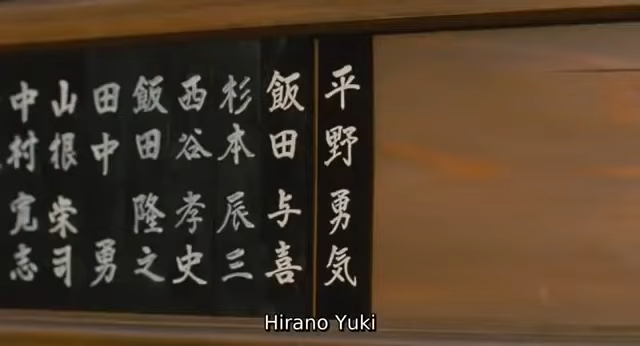 平野勇気
飯田与喜
杉本辰三
西谷孝史
飯田隆之
田中勇
山根栄司
中村寛志
Hirano Yuki